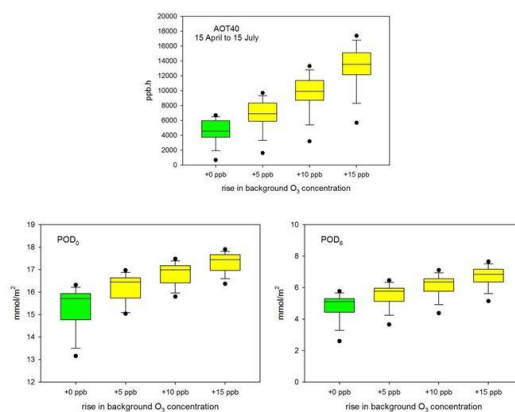 AOT40
15 April to 15 July
20000
18000
16000
14000
12000
10000
8000
6000
4000
2000
0
ppb.h
+0 ppb +5 ppb +10 ppb +15 ppb
rise in background O₃ concentration
POD₀
19
18
17
16
15
14
13
12
mmol/m²
+0 ppb +5 ppb +10 ppb +15 ppb
rise in background O₃ concentration
POD₆
10
8
6
4
2
0
mmol/m²
+0 ppb +5 ppb +10 ppb +15 ppb
rise in background O₃ concentration